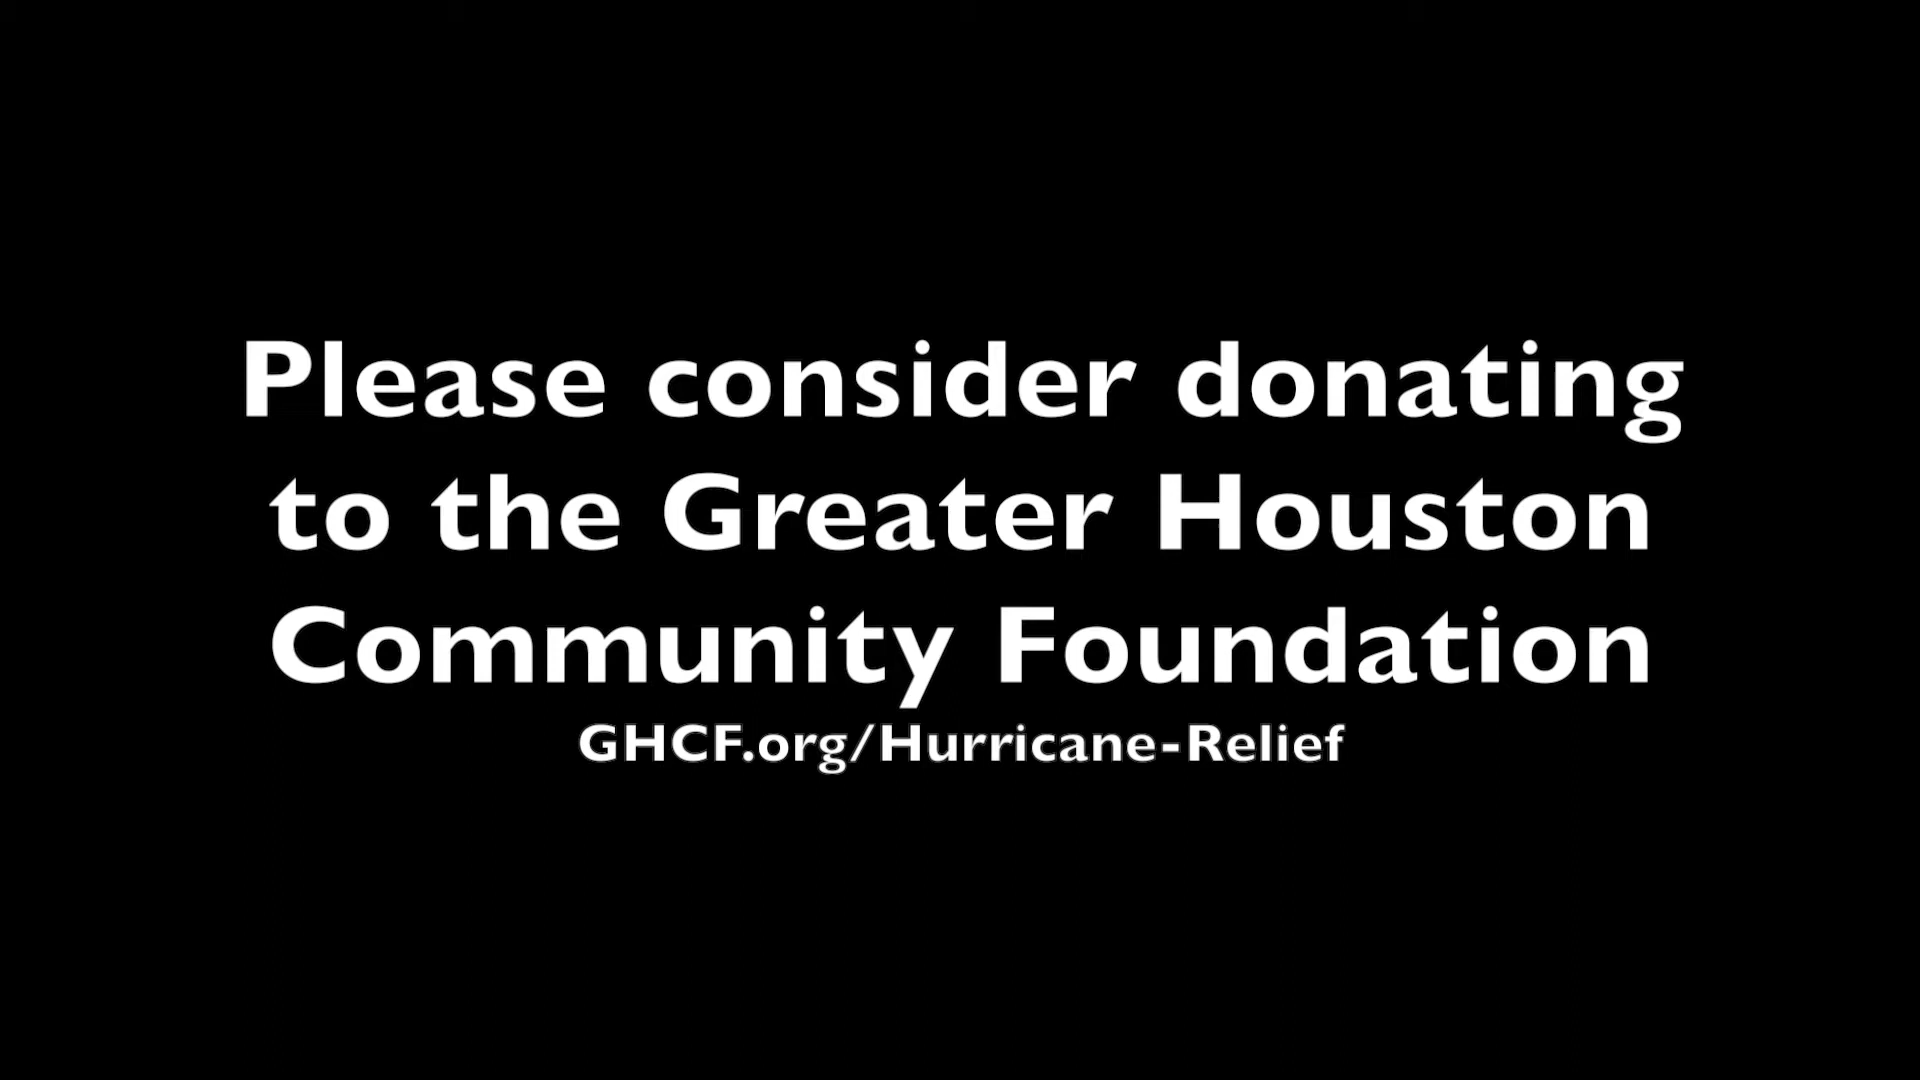 Please consider donating
to the Greater Houston
Community Foundation
GHCF.org/Hurricane-Relief